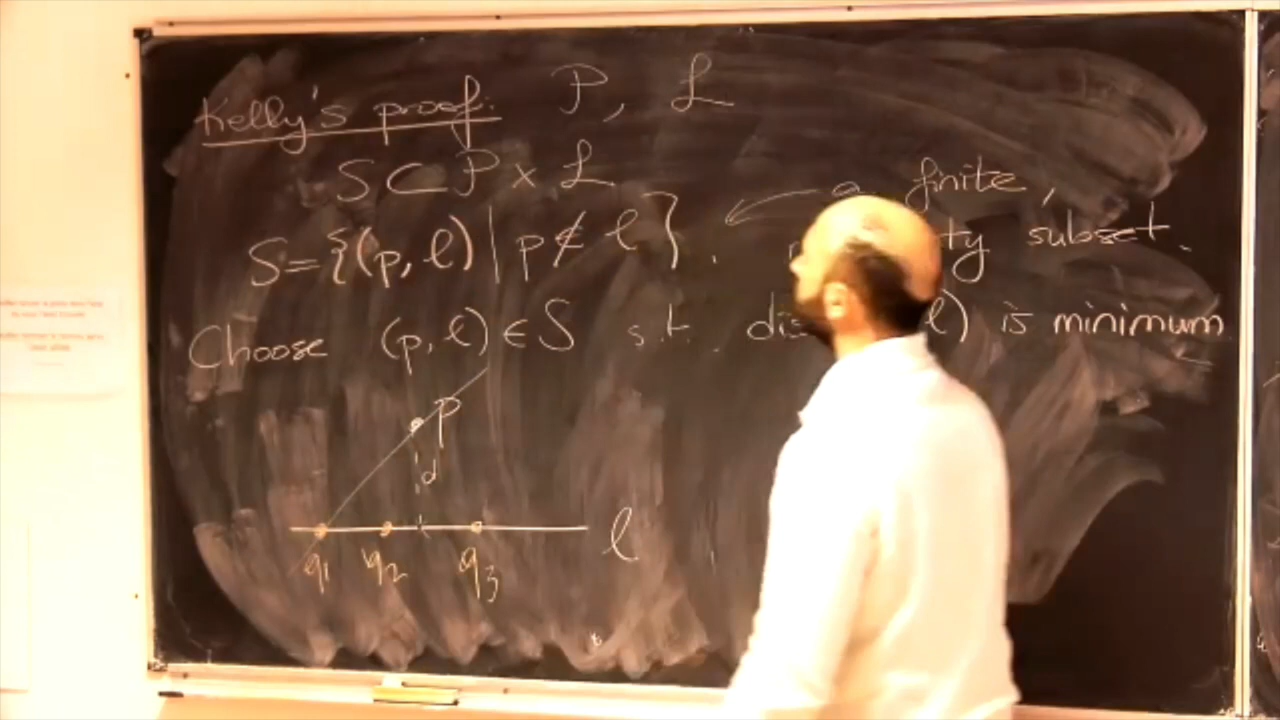 Kelly's proof: P, L
S ⊂ P × L
a finite,
S = {(p, ℓ) | p ∉ ℓ}.
subset.
Choose (p, ℓ) ∈ S s.t. ℓ) is minimum
p
d
ℓ
q1 q2 q3